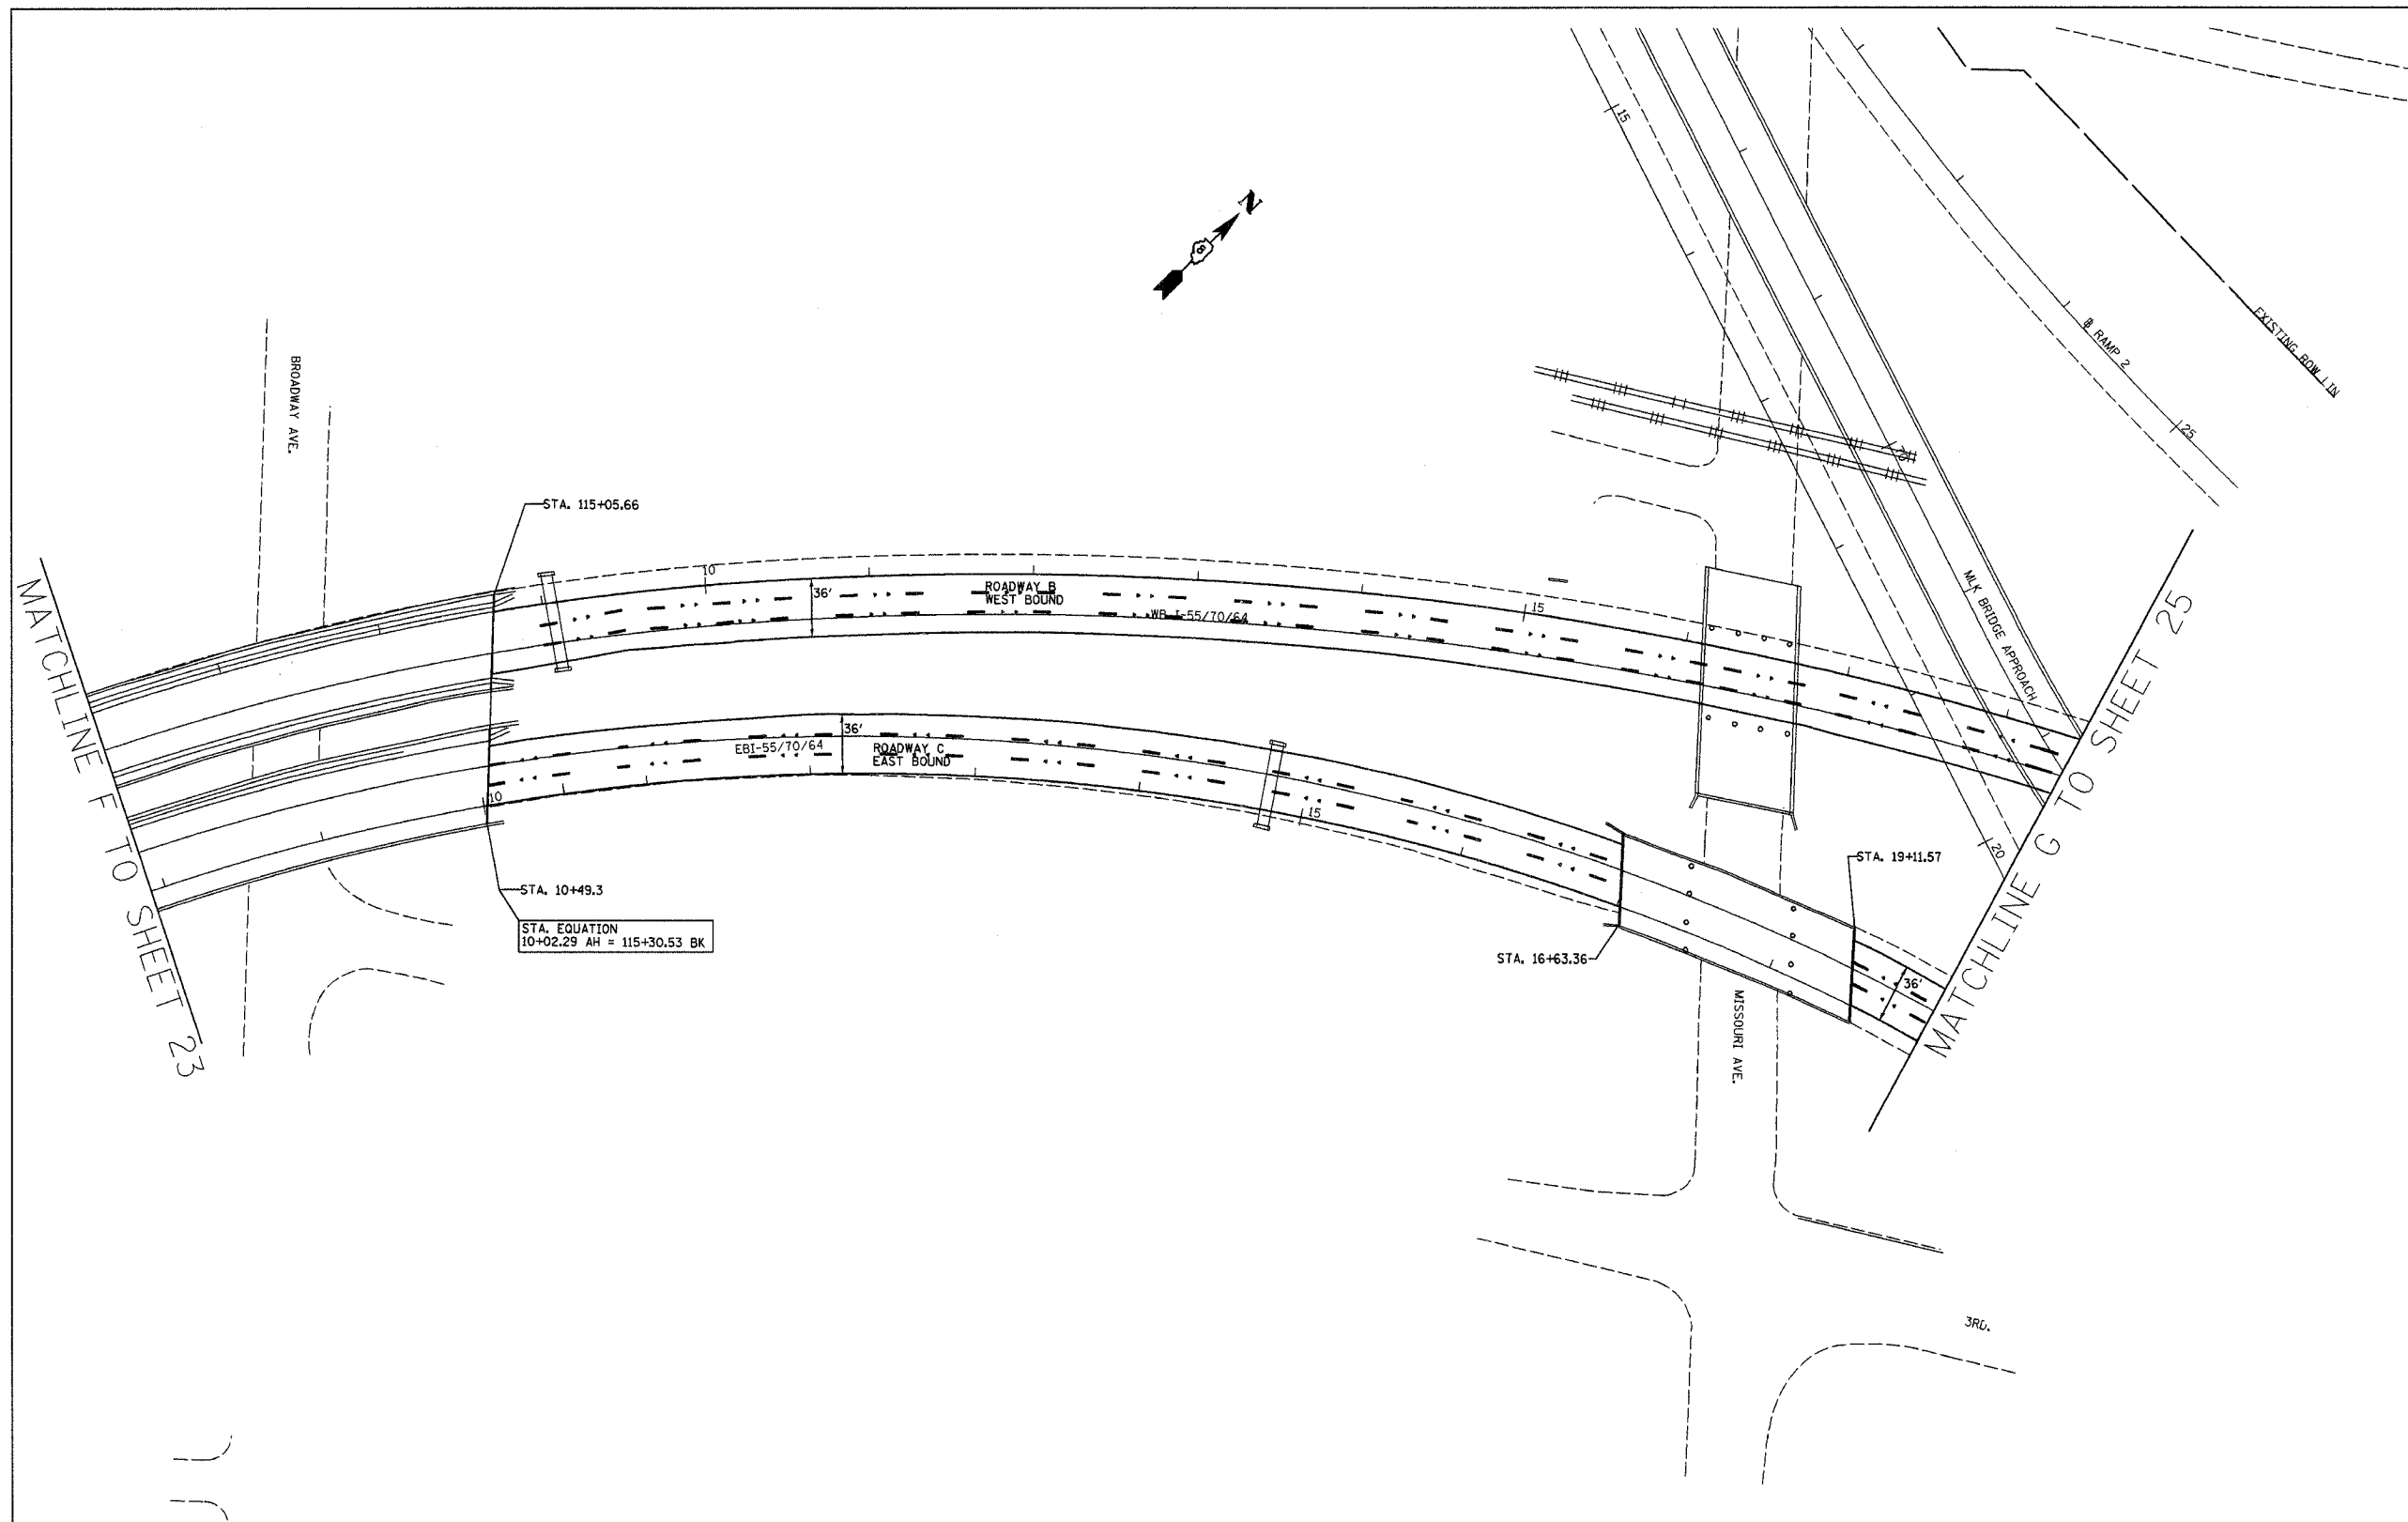 N
8
15
EXISTING ROW LIN
RAMP 2
25
BROADWAY AVE.
75
STA. 115+05.66
10
36'
ROADWAY B
WEST BOUND
WB I-55/70/64
15
MLK BRIDGE APPROACH
MATCHLINE F TO SHEET 23
MATCHLINE G TO SHEET 25
36'
EBI-55/70/64
ROADWAY C
EAST BOUND
10
15
20
STA. 10+49.3
STA. EQUATION
10+02.29 AH = 115+30.53 BK
STA. 19+11.57
STA. 16+63.36
36'
MISSOURI AVE.
3RD.